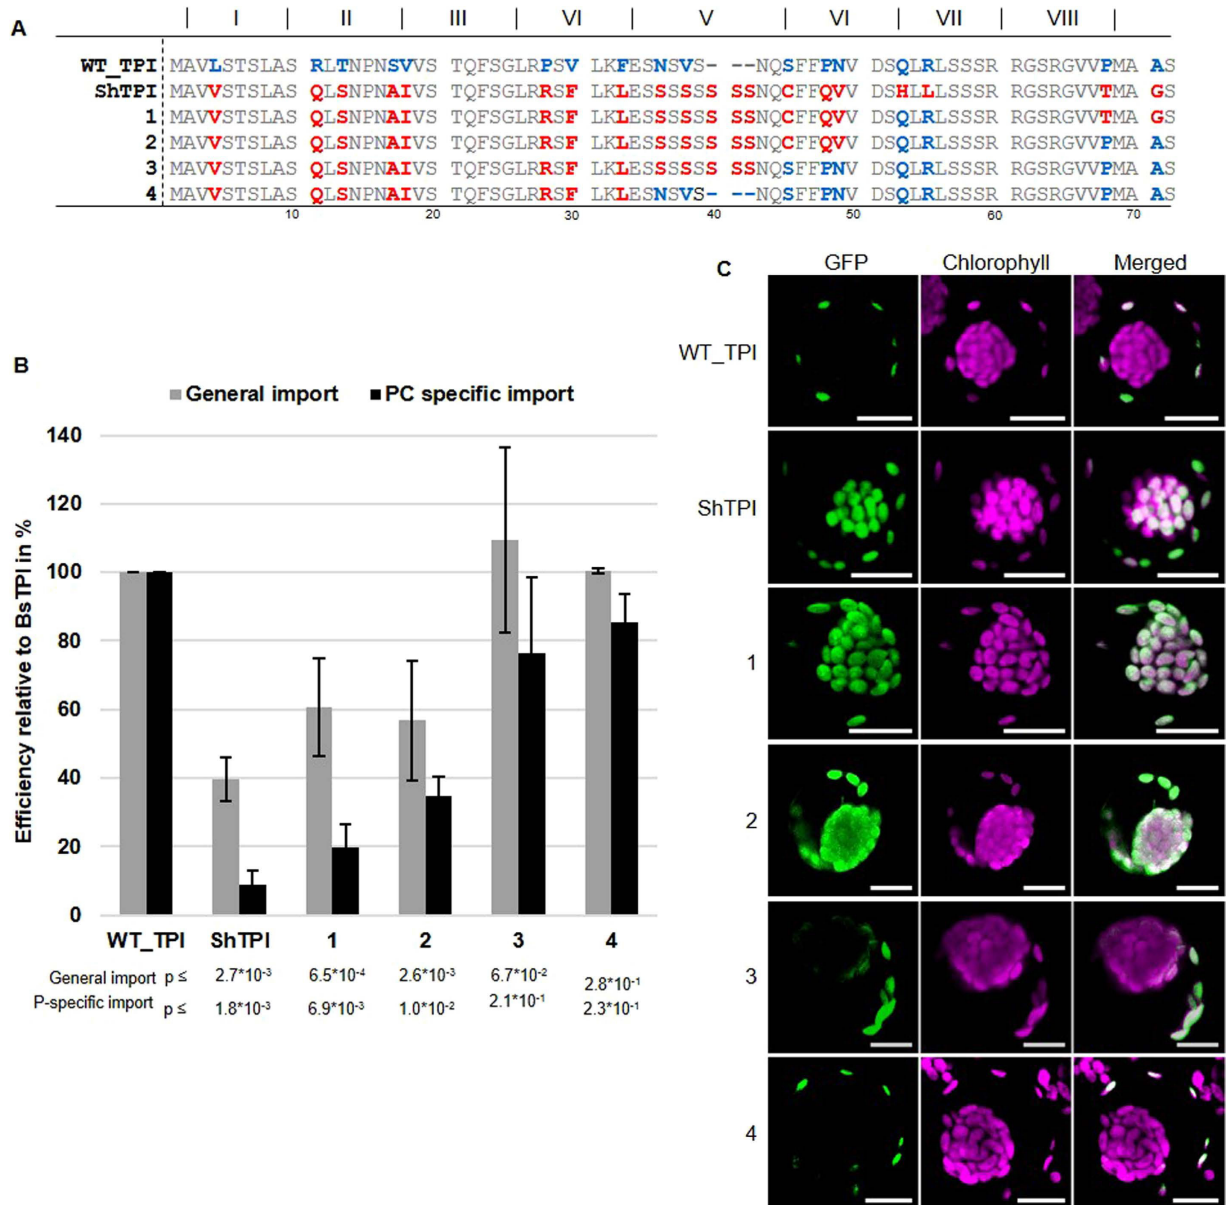 A
I II III VI V VI VII VIII
WT_TPI MAVLSTSLAS RLTNPNSVVS TQFSGLRPSV LKFESNSVS- --NQSFFPNV DSQLRLSSSR RGSRGVVPMA AS
ShTPI MAVVSTSLAS QLSNPNAIVS TQFSGLRRSF LKLESSSSSS SSNQCFFQVV DSHLLLSSSR RGSRGVVTMA GS
1 MAVVSTSLAS QLSNPNAIVS TQFSGLRRSF LKLESSSSSS SSNQCFFQVV DSQLRLSSSR RGSRGVVTMA GS
2 MAVVSTSLAS QLSNPNAIVS TQFSGLRRSF LKLESSSSSS SSNQCFFQVV DSQLRLSSSR RGSRGVVPMA AS
3 MAVVSTSLAS QLSNPNAIVS TQFSGLRRSF LKLESSSSSS SSNQSFFPNV DSQLRLSSSR RGSRGVVPMA AS
4 MAVVSTSLAS QLSNPNAIVS TQFSGLRRSF LKLESNSVS- --NQSFFPNV DSQLRLSSSR RGSRGVVPMA AS
10 20 30 40 50 60 70
B
General import PC specific import
Efficiency relative to BsTPI in %
140
120
100
80
60
40
20
0
WT_TPI ShTPI 1 2 3 4
General import p ≤ 2.7*10-3 6.5*10-4 2.6*10-3 6.7*10-2 2.8*10-1
P-specific import p ≤ 1.8*10-3 6.9*10-3 1.0*10-2 2.1*10-1 2.3*10-1
C
GFP Chlorophyll Merged
WT_TPI
ShTPI
1
2
3
4